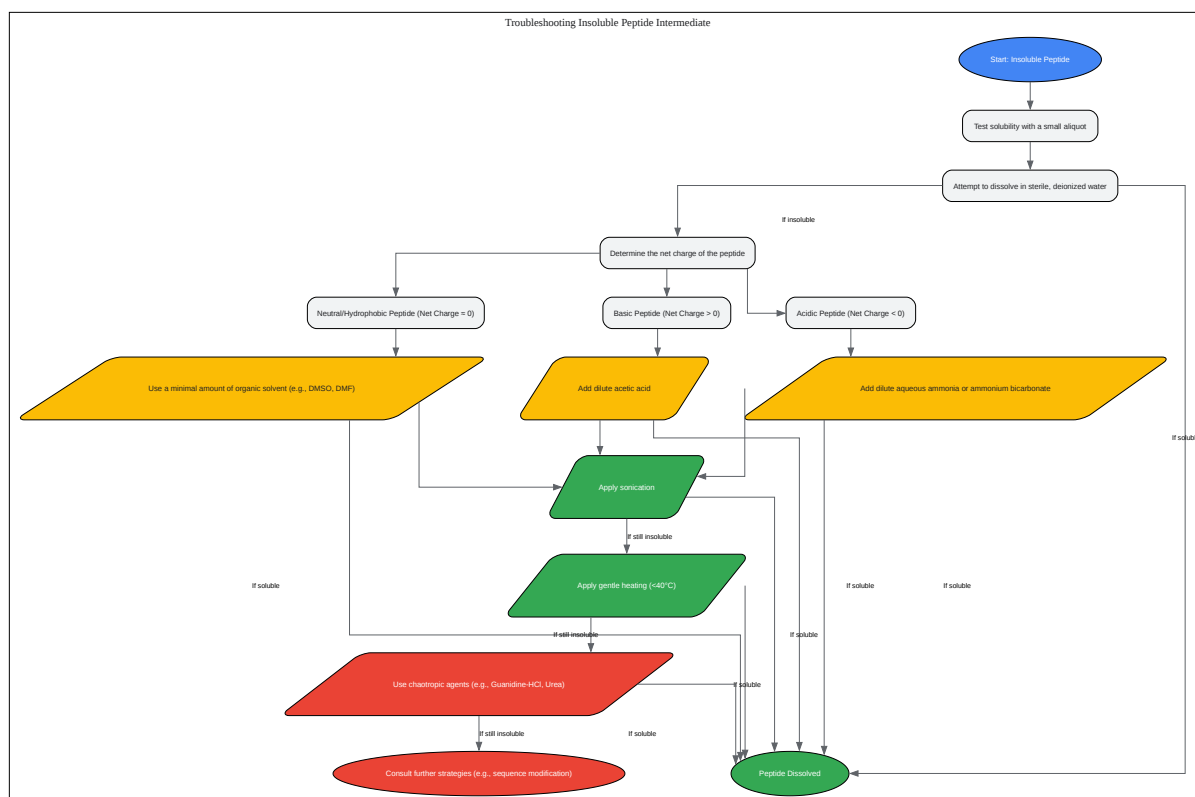 Troubleshooting Insoluble Peptide Intermediate
Start: Insoluble Peptide
Test solubility with a small aliquot
Attempt to dissolve in sterile, deionized water
If insoluble
Determine the net charge of the peptide
Neutral/Hydrophobic Peptide (Net Charge ≈ 0)
Basic Peptide (Net Charge > 0)
Acidic Peptide (Net Charge < 0)
Use a minimal amount of organic solvent (e.g., DMSO, DMF)
Add dilute acetic acid
Add dilute aqueous ammonia or ammonium bicarbonate
If soluble
Apply sonication
If still insoluble
If soluble
Apply gentle heating (<40°C)
If soluble
If soluble
If still insoluble
If soluble
Use chaotropic agents (e.g., Guanidine-HCl, Urea)
If soluble
If still insoluble
If soluble
Consult further strategies (e.g., sequence modification)
Peptide Dissolved